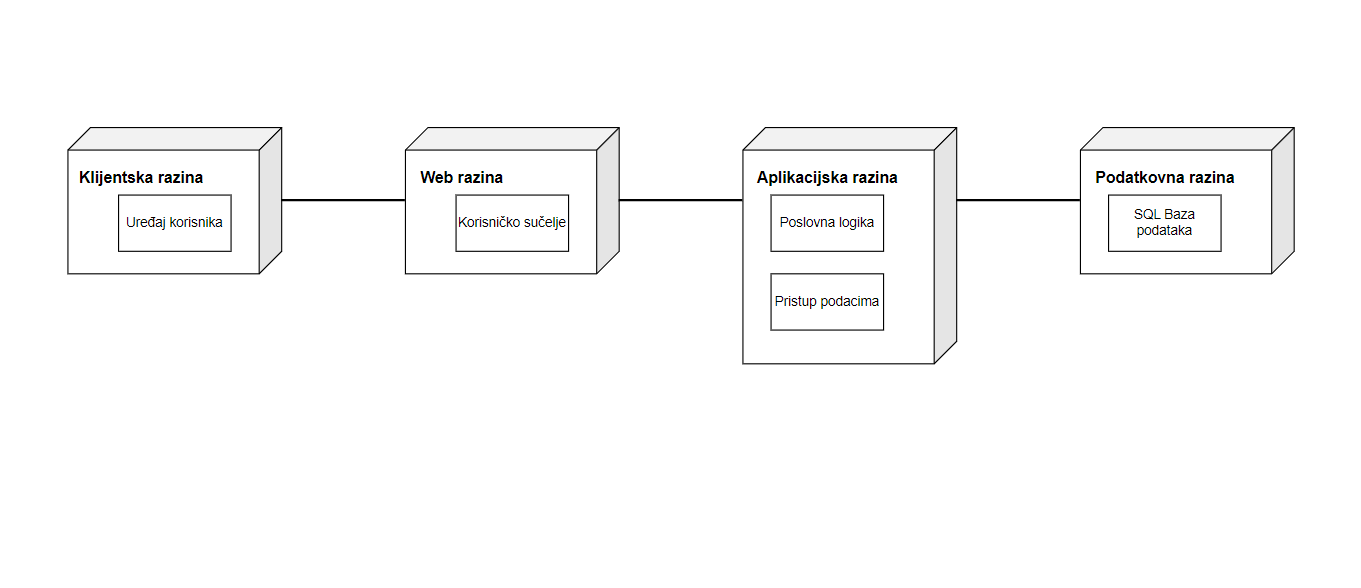 Klijentska razina
Uređaj korisnika
Web razina
Korisničko sučelje
Aplikacijska razina
Poslovna logika
Pristup podacima
Podatkovna razina
SQL Baza
podataka